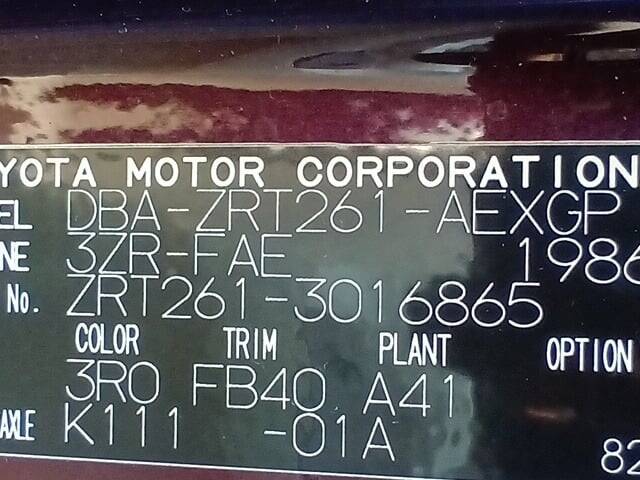 YOTA MOTOR CORPORATION
EL DBA-ZRT261-AEXGP
NE 3ZR-FAE 1986
No. ZRT261-3016865
COLOR TRIM PLANT OPTION
3R0 FB40 A41
AXLE K111 -01A
82